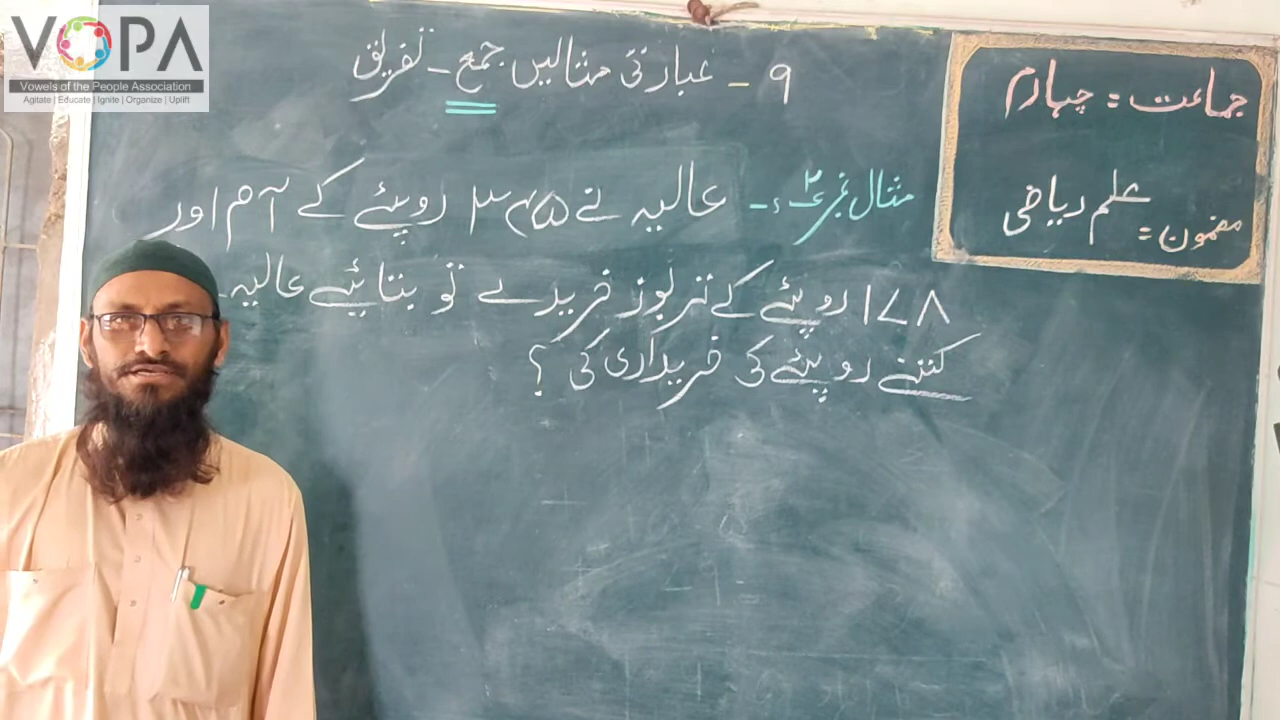 VOPA
Vowels of the People Association
Agitate | Educate | Ignite | Organize | Uplift
جماعت = چہارم
مضمون = علم ریاضی
۹ - عبارتی مثالیں جمع - تفریق
مثال نمبر ۲ :- عالیہ نے ۳۴۵ روپئے کے آم اور
۱۷۸ روپئے کے تربوز خریدے تو بتائیے عالیہ
کتنے روپئے کی خریداری کی ؟